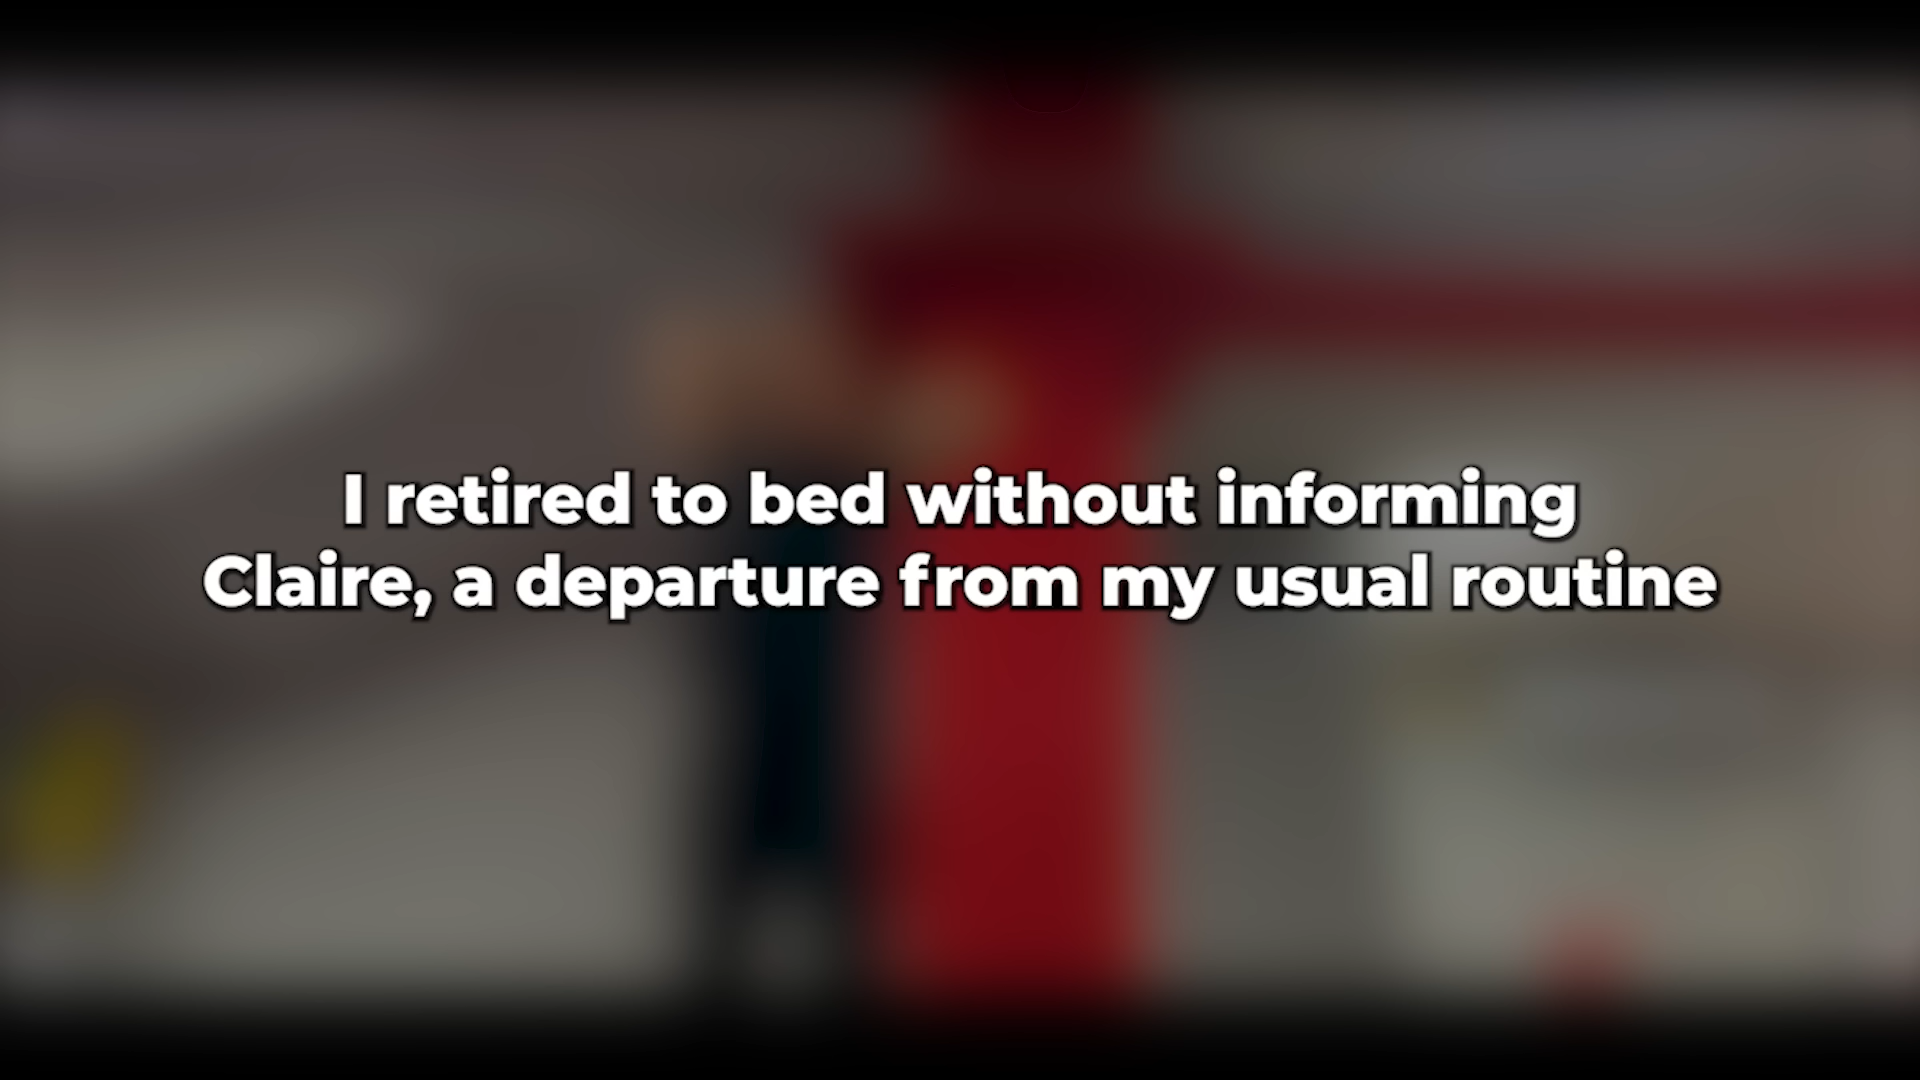 I retired to bed without informing
Claire, a departure from my usual routine